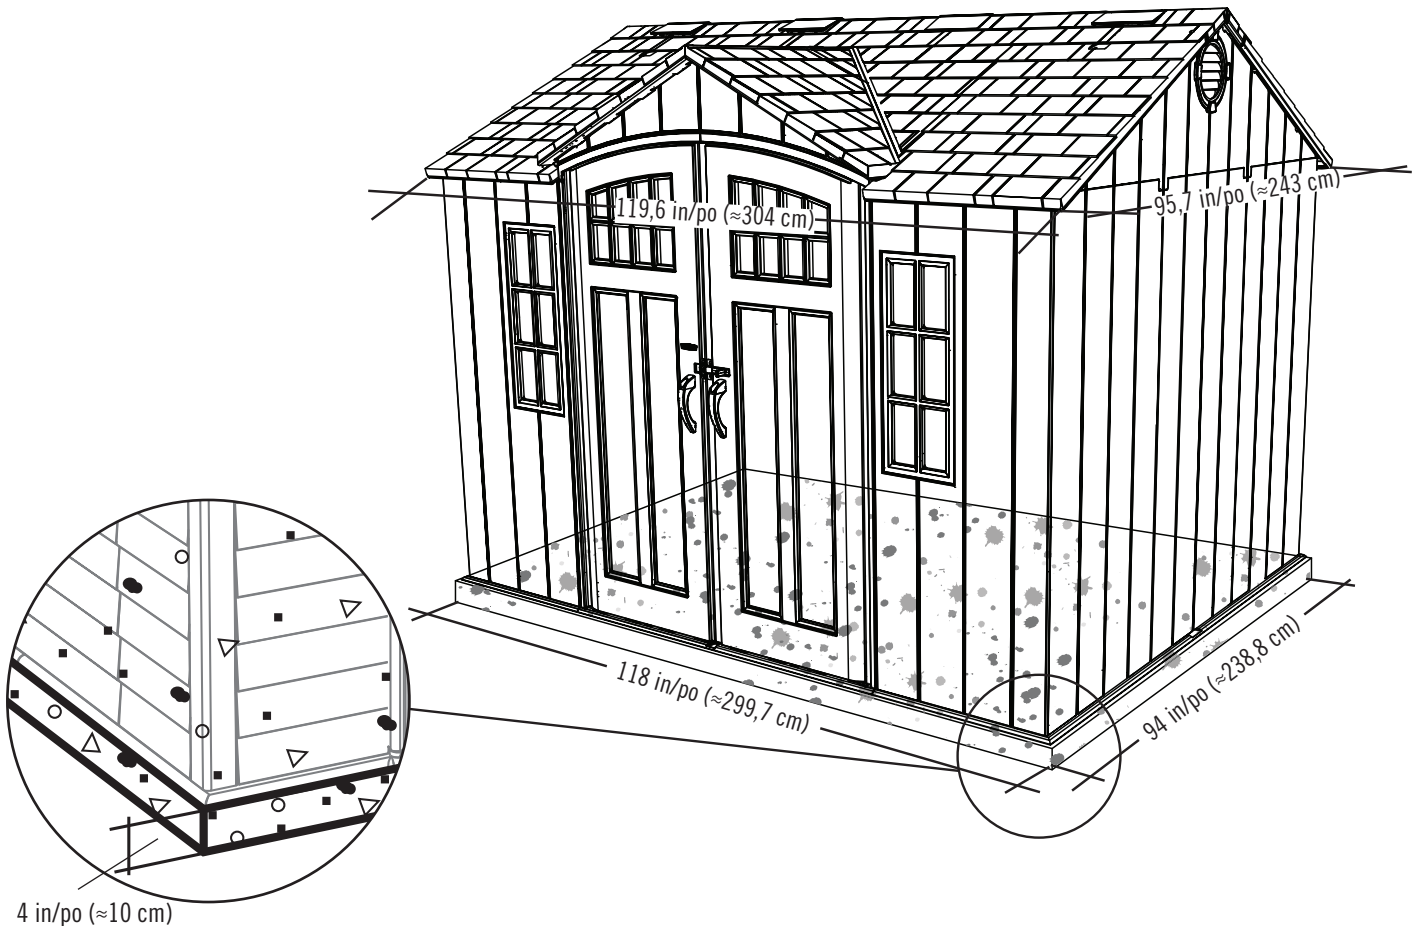 119,6 in/po (≈304 cm)
95,7 in/po (≈243 cm)
118 in/po (≈299,7 cm)
94 in/po (≈238,8 cm)
4 in/po (≈10 cm)